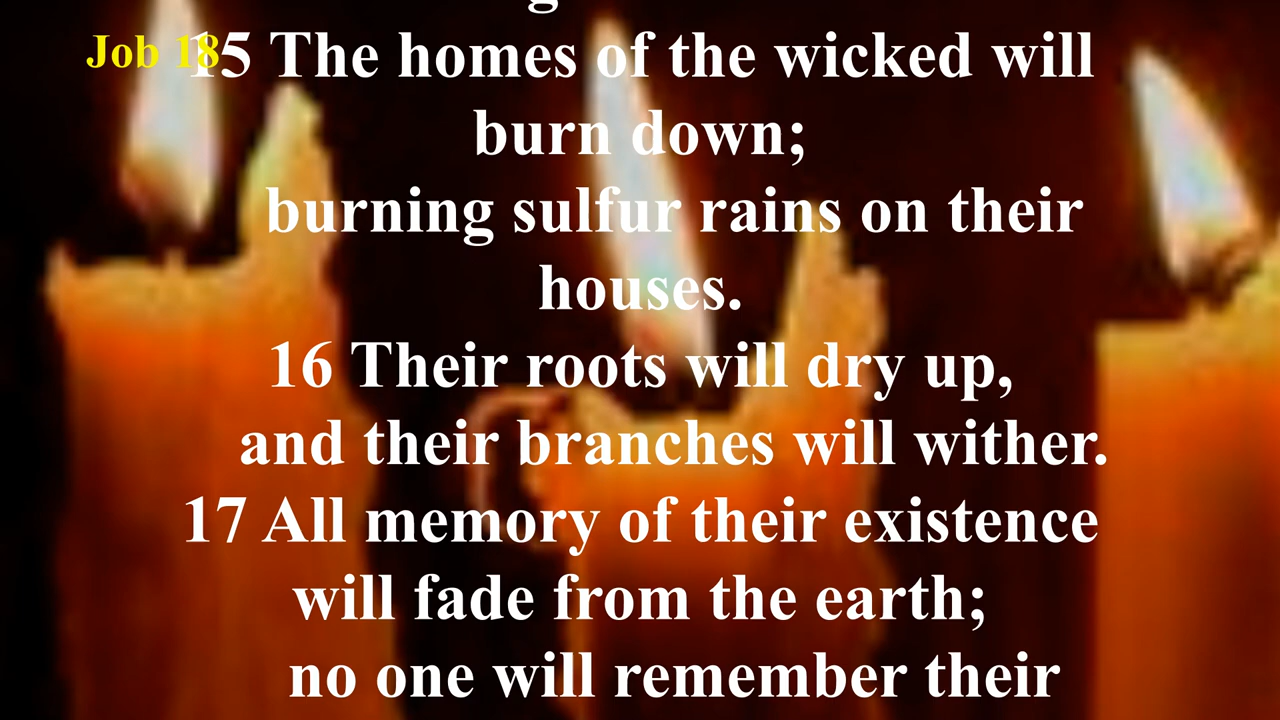 Job 18
15 The homes of the wicked will
burn down;
burning sulfur rains on their
houses.
16 Their roots will dry up,
and their branches will wither.
17 All memory of their existence
will fade from the earth;
no one will remember their